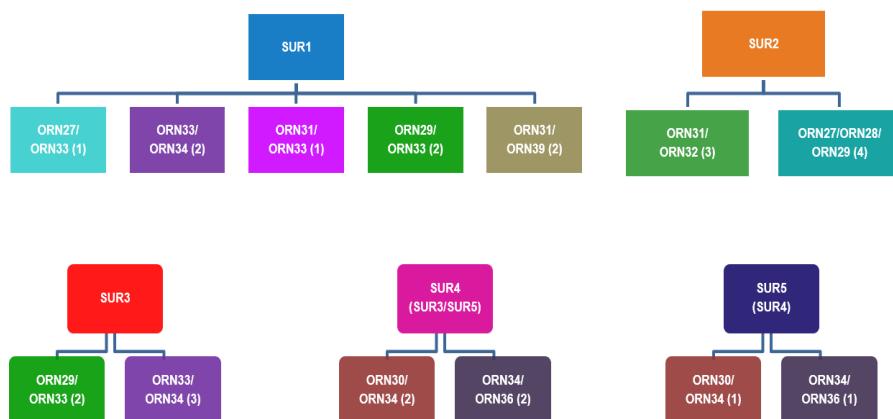 SUR1
SUR2
ORN27/
ORN33 (1)
ORN33/
ORN34 (2)
ORN31/
ORN33 (1)
ORN29/
ORN33 (2)
ORN31/
ORN39 (2)
ORN31/
ORN32 (3)
ORN27/ORN28/
ORN29 (4)
SUR3
SUR4
(SUR3/SUR5)
SUR5
(SUR4)
ORN29/
ORN33 (2)
ORN33/
ORN34 (3)
ORN30/
ORN34 (2)
ORN34/
ORN36 (2)
ORN30/
ORN34 (1)
ORN34/
ORN36 (1)